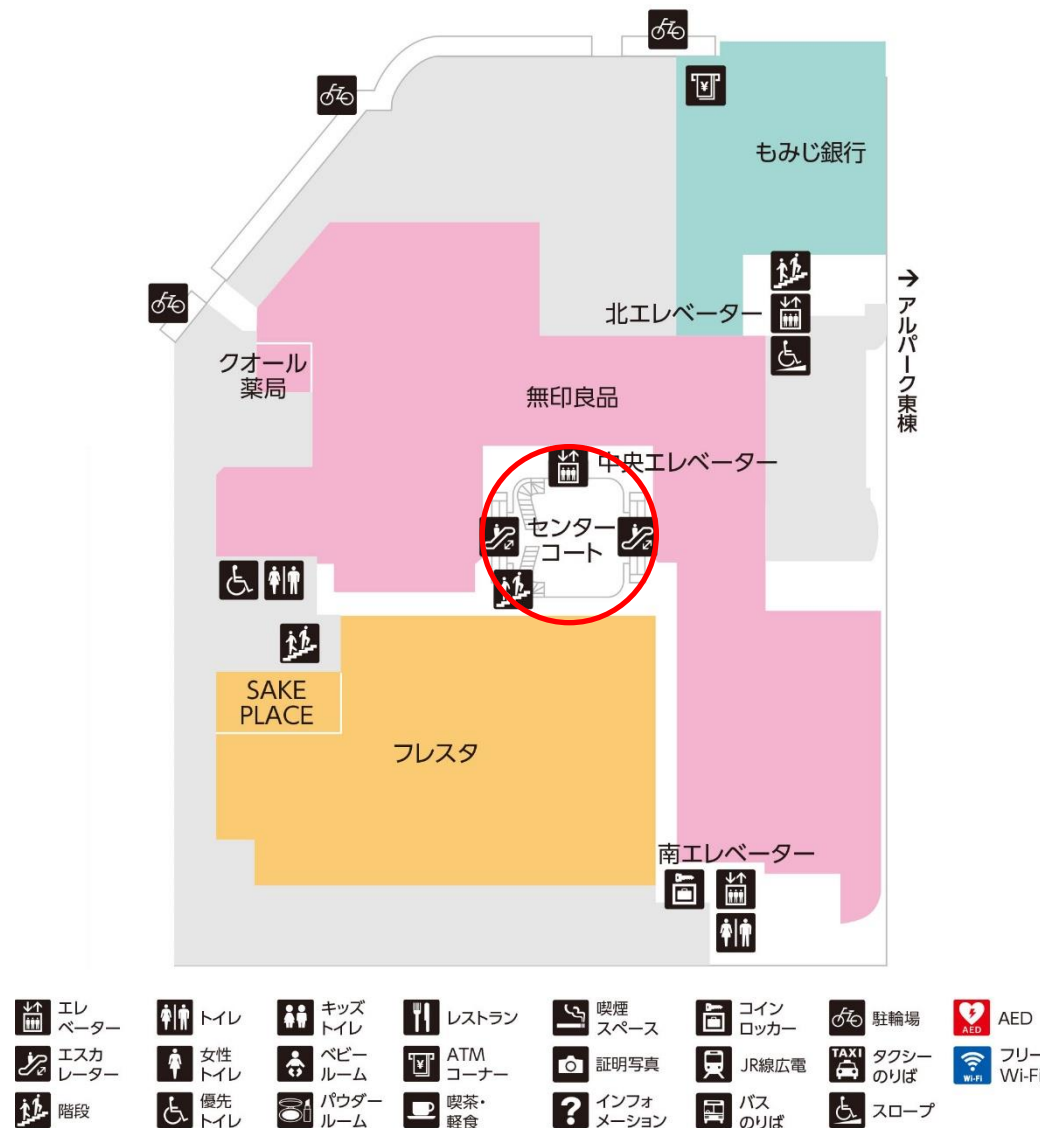 もみじ銀行
北エレベーター
→ アルパーク東棟
クオール
薬局
無印良品
中央エレベーター
センター
コート
SAKE
PLACE
フレスタ
南エレベーター
エレ
ベーター
トイレ
キッズ
トイレ
レストラン
喫煙
スペース
コイン
ロッカー
駐輪場
AED
AED
エスカ
レーター
女性
トイレ
ベビー
ルーム
ATM
コーナー
証明写真
JR線広電
TAXI
タクシー
のりば
Wi-Fi
フリー
Wi-Fi
階段
優先
トイレ
パウダー
ルーム
喫茶・
軽食
?
インフォ
メーション
バス
のりば
スロープ